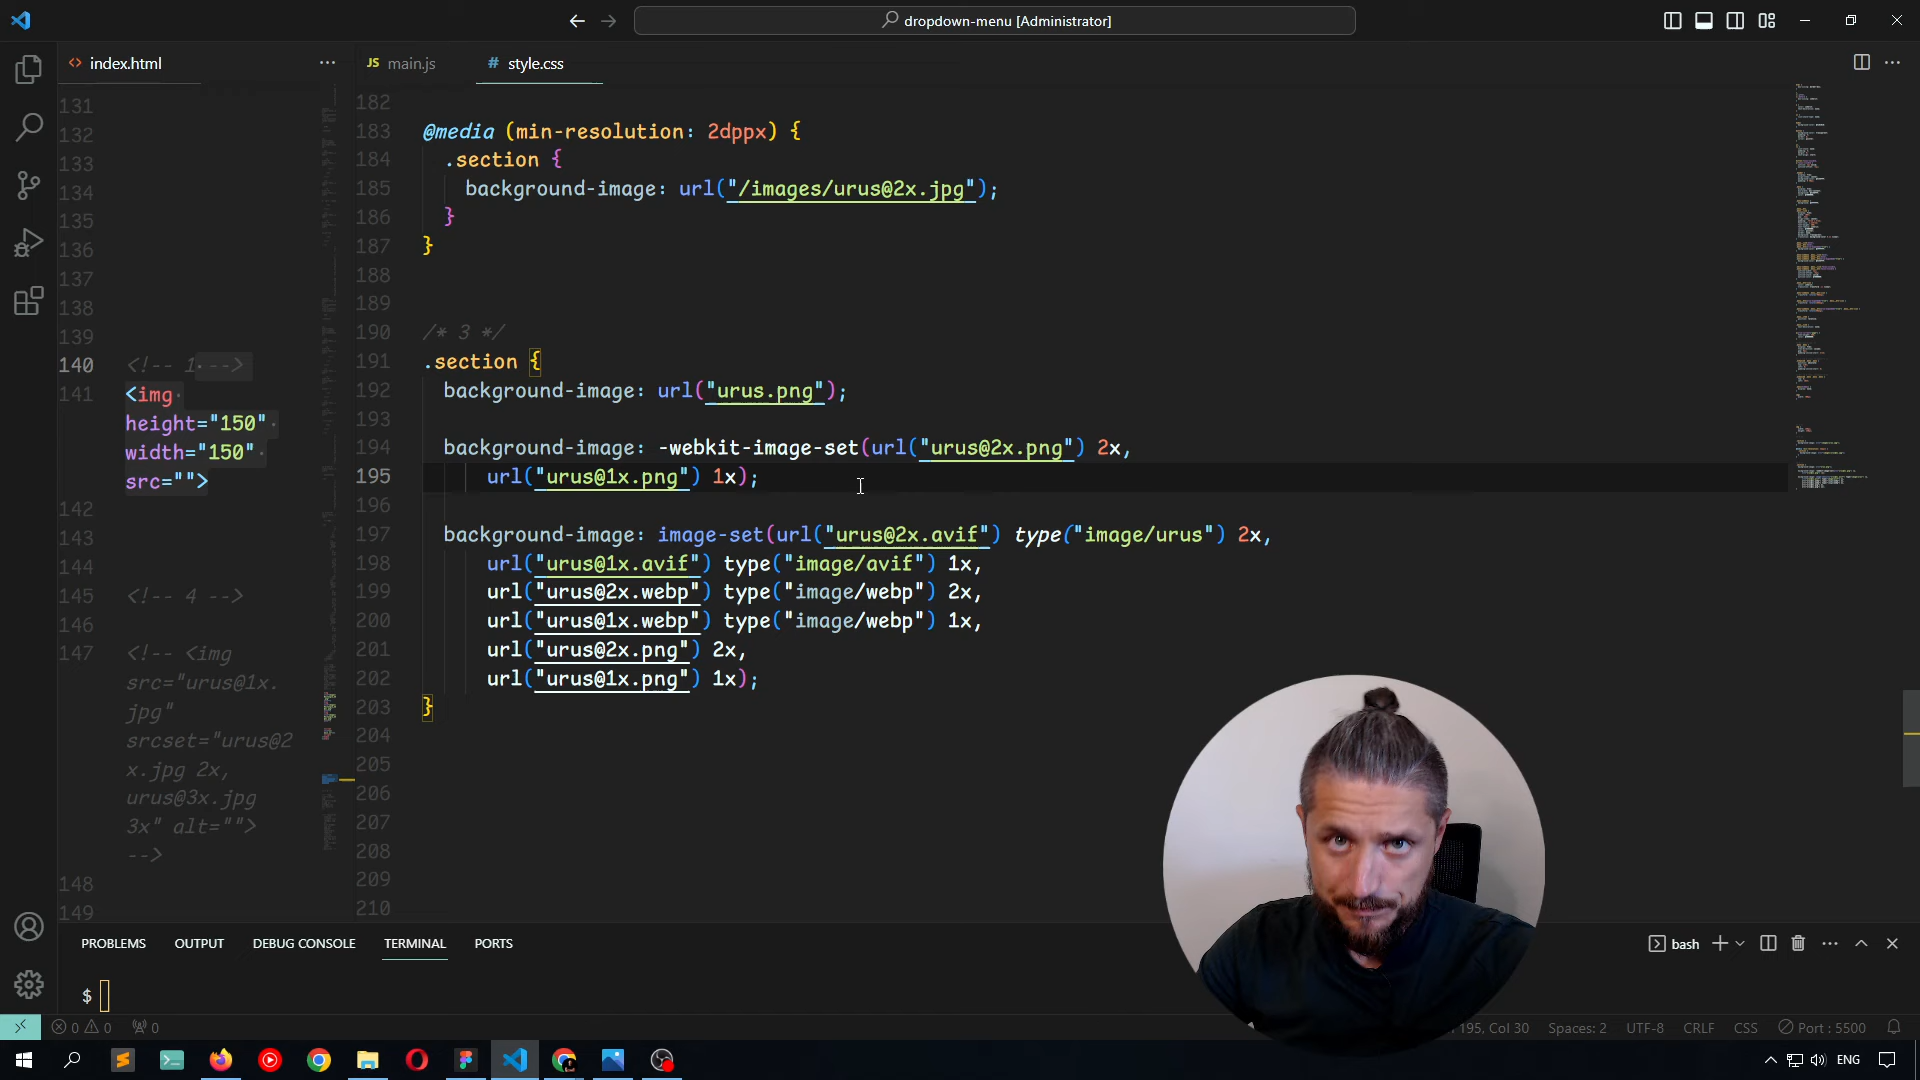 dropdown-menu [Administrator]
<> index.html
···
JS main.js
# style.css
131
132
133
134
135
136
137
138
139
140 <!-- 1 -->
141 <img
height="150"
width="150"
src="">
142
143
144
145 <!-- 4 -->
146
147 <!-- <img
src="urus@1x.
jpg"
srcset="urus@2
x.jpg 2x,
urus@3x.jpg
3x" alt="">
-->
148
149
182
183 @media (min-resolution: 2dppx) {
184 .section {
185 background-image: url("/images/urus@2x.jpg");
186 }
187 }
188
189
190 /* 3 */
191 .section {
192 background-image: url("urus.png");
193
194 background-image: -webkit-image-set(url("urus@2x.png") 2x,
195 url("urus@1x.png") 1x);
196
197 background-image: image-set(url("urus@2x.avif") type("image/urus") 2x,
198 url("urus@1x.avif") type("image/avif") 1x,
199 url("urus@2x.webp") type("image/webp") 2x,
200 url("urus@1x.webp") type("image/webp") 1x,
201 url("urus@2x.png") 2x,
202 url("urus@1x.png") 1x);
203 }
204
205
206
207
208
209
210
PROBLEMS OUTPUT DEBUG CONSOLE TERMINAL PORTS
bash
$
0 0 0
195, Col 30 Spaces: 2 UTF-8 CRLF CSS Port : 5500
ENG